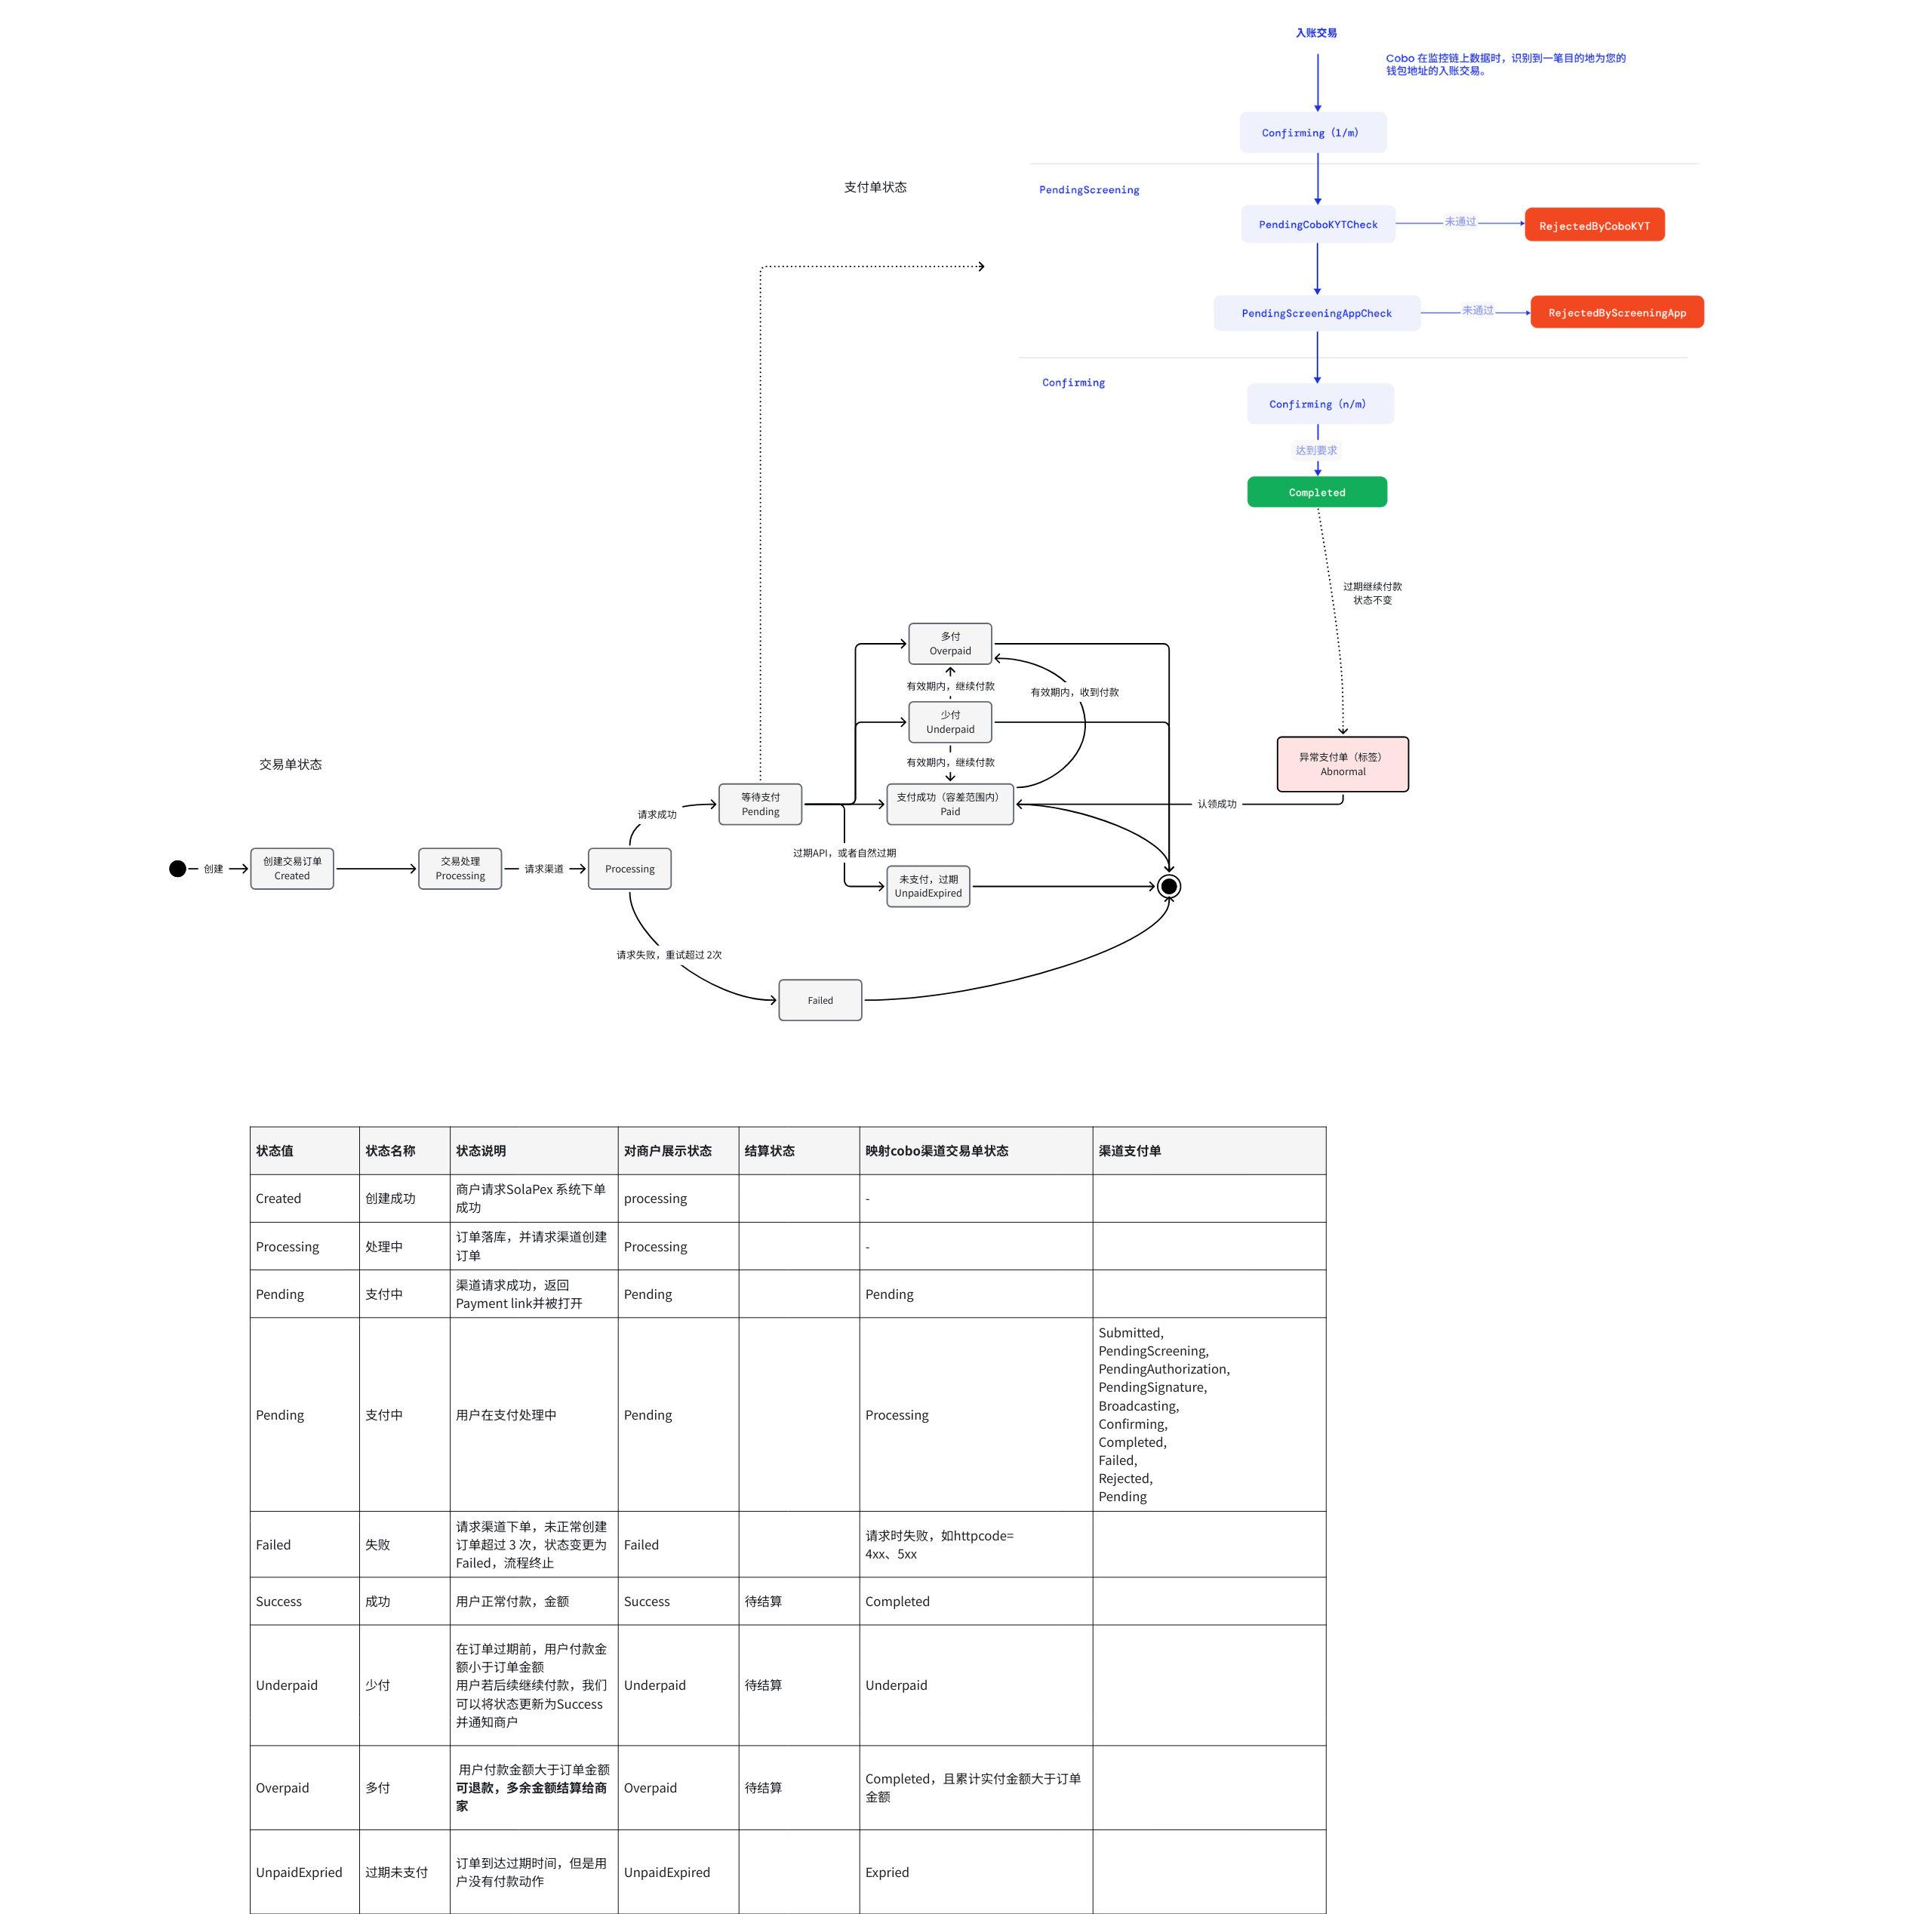 入账交易
Cobo 在监控链上数据时，识别到一笔目的地为您的
钱包地址的入账交易。
Confirming (1/m)
支付单状态
PendingScreening
PendingCoboKYTCheck
未通过
RejectedByCoboKYT
PendingScreeningAppCheck
未通过
RejectedByScreeningApp
Confirming
Confirming (n/m)
达到要求
Completed
过期继续付款
状态不变
多付
Overpaid
有效期内，继续付款
有效期内，收到付款
少付
Underpaid
有效期内，继续付款
异常支付单（标签）
Abnormal
交易单状态
等待支付
Pending
支付成功（容差范围内）
Paid
认领成功
请求成功
过期API，或者自然过期
创建
创建交易订单
Created
交易处理
Processing
请求渠道
Processing
未支付，过期
UnpaidExpired
请求失败，重试超过 2次
Failed
状态值
状态名称
状态说明
对商户展示状态
结算状态
映射cobo渠道交易单状态
渠道支付单
Created
创建成功
商户请求SolaPex 系统下单
成功
processing
-
Processing
处理中
订单落库，并请求渠道创建
订单
Processing
-
Pending
支付中
渠道请求成功，返回
Payment link并被打开
Pending
Pending
Pending
支付中
用户在支付处理中
Pending
Processing
Submitted,
PendingScreening,
PendingAuthorization,
PendingSignature,
Broadcasting,
Confirming,
Completed,
Failed,
Rejected,
Pending
Failed
失败
请求渠道下单，未正常创建
订单超过 3 次，状态变更为
Failed，流程终止
Failed
请求时失败，如httpcode=
4xx、5xx
Success
成功
用户正常付款，金额
Success
待结算
Completed
Underpaid
少付
在订单过期前，用户付款金
额小于订单金额
用户若后续继续付款，我们
可以将状态更新为Success
并通知商户
Underpaid
待结算
Underpaid
Overpaid
多付
用户付款金额大于订单金额
可退款，多余金额结算给商
家
Overpaid
待结算
Completed，且累计实付金额大于订单
金额
UnpaidExpried
过期未支付
订单到达过期时间，但是用
户没有付款动作
UnpaidExpired
Expried